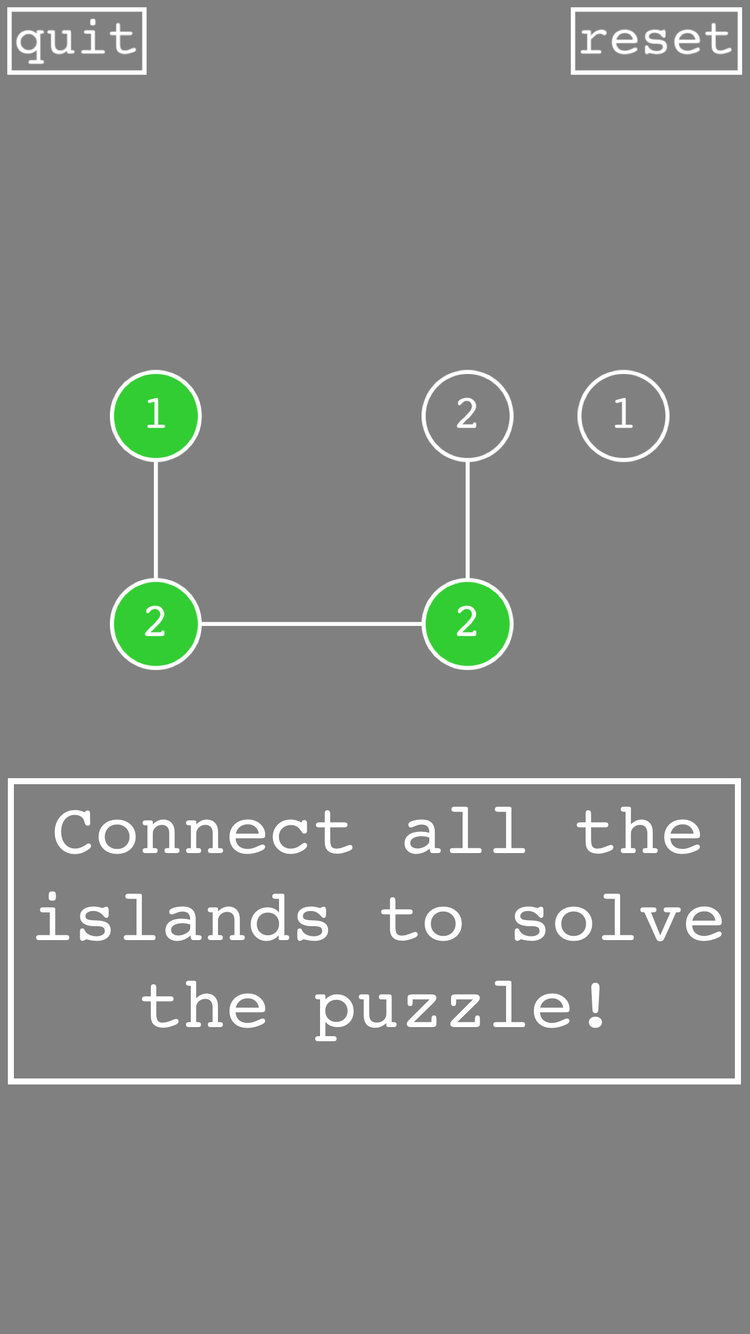 quit reset
1 2 1
2 2
Connect all the
islands to solve
the puzzle!